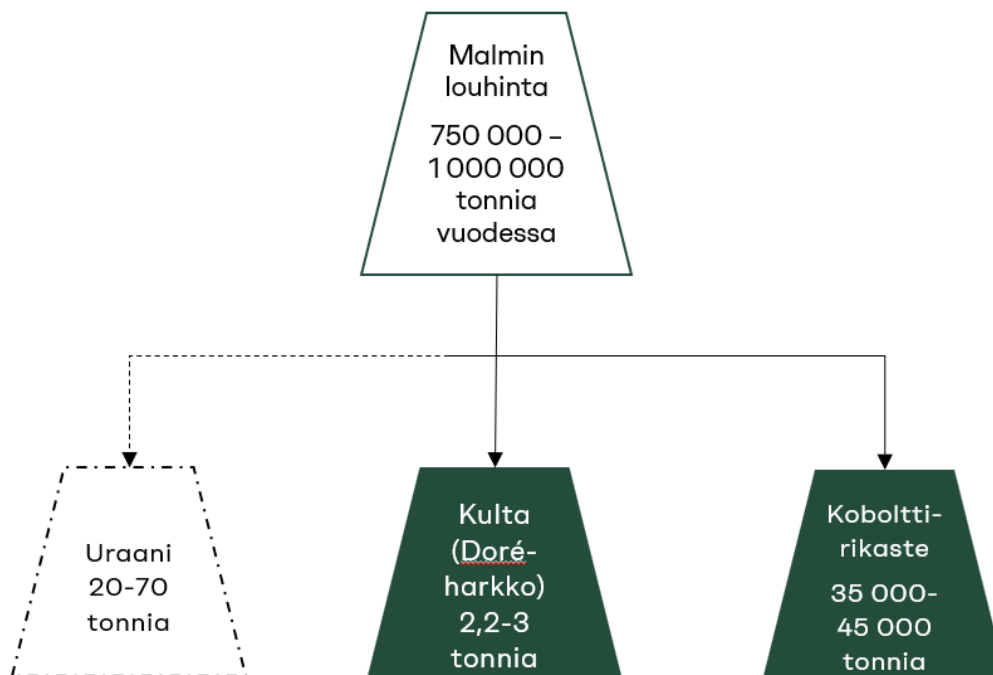 Malmin
louhinta
750 000 –
1 000 000
tonnia
vuodessa
Uraani
20-70
tonnia
Kulta
(Doré-
harkko)
2,2-3
tonnia
Koboltti-
rikaste
35 000-
45 000
tonnia